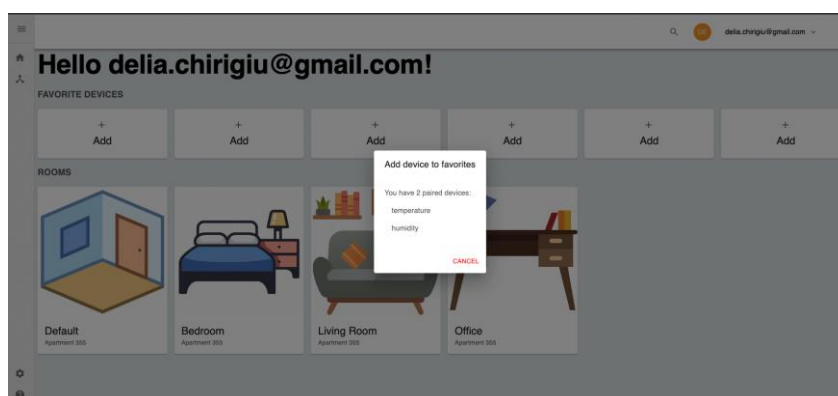 delia.chirigiu@gmail.com
Hello delia.chirigiu@gmail.com!
FAVORITE DEVICES
+ + + + + +
Add Add Add Add Add Add
Add device to favorites
ROOMS
You have 2 paired devices:
temperature
humidity
CANCEL
Default Bedroom Living Room Office
Apartment 355 Apartment 355 Apartment 355 Apartment 355